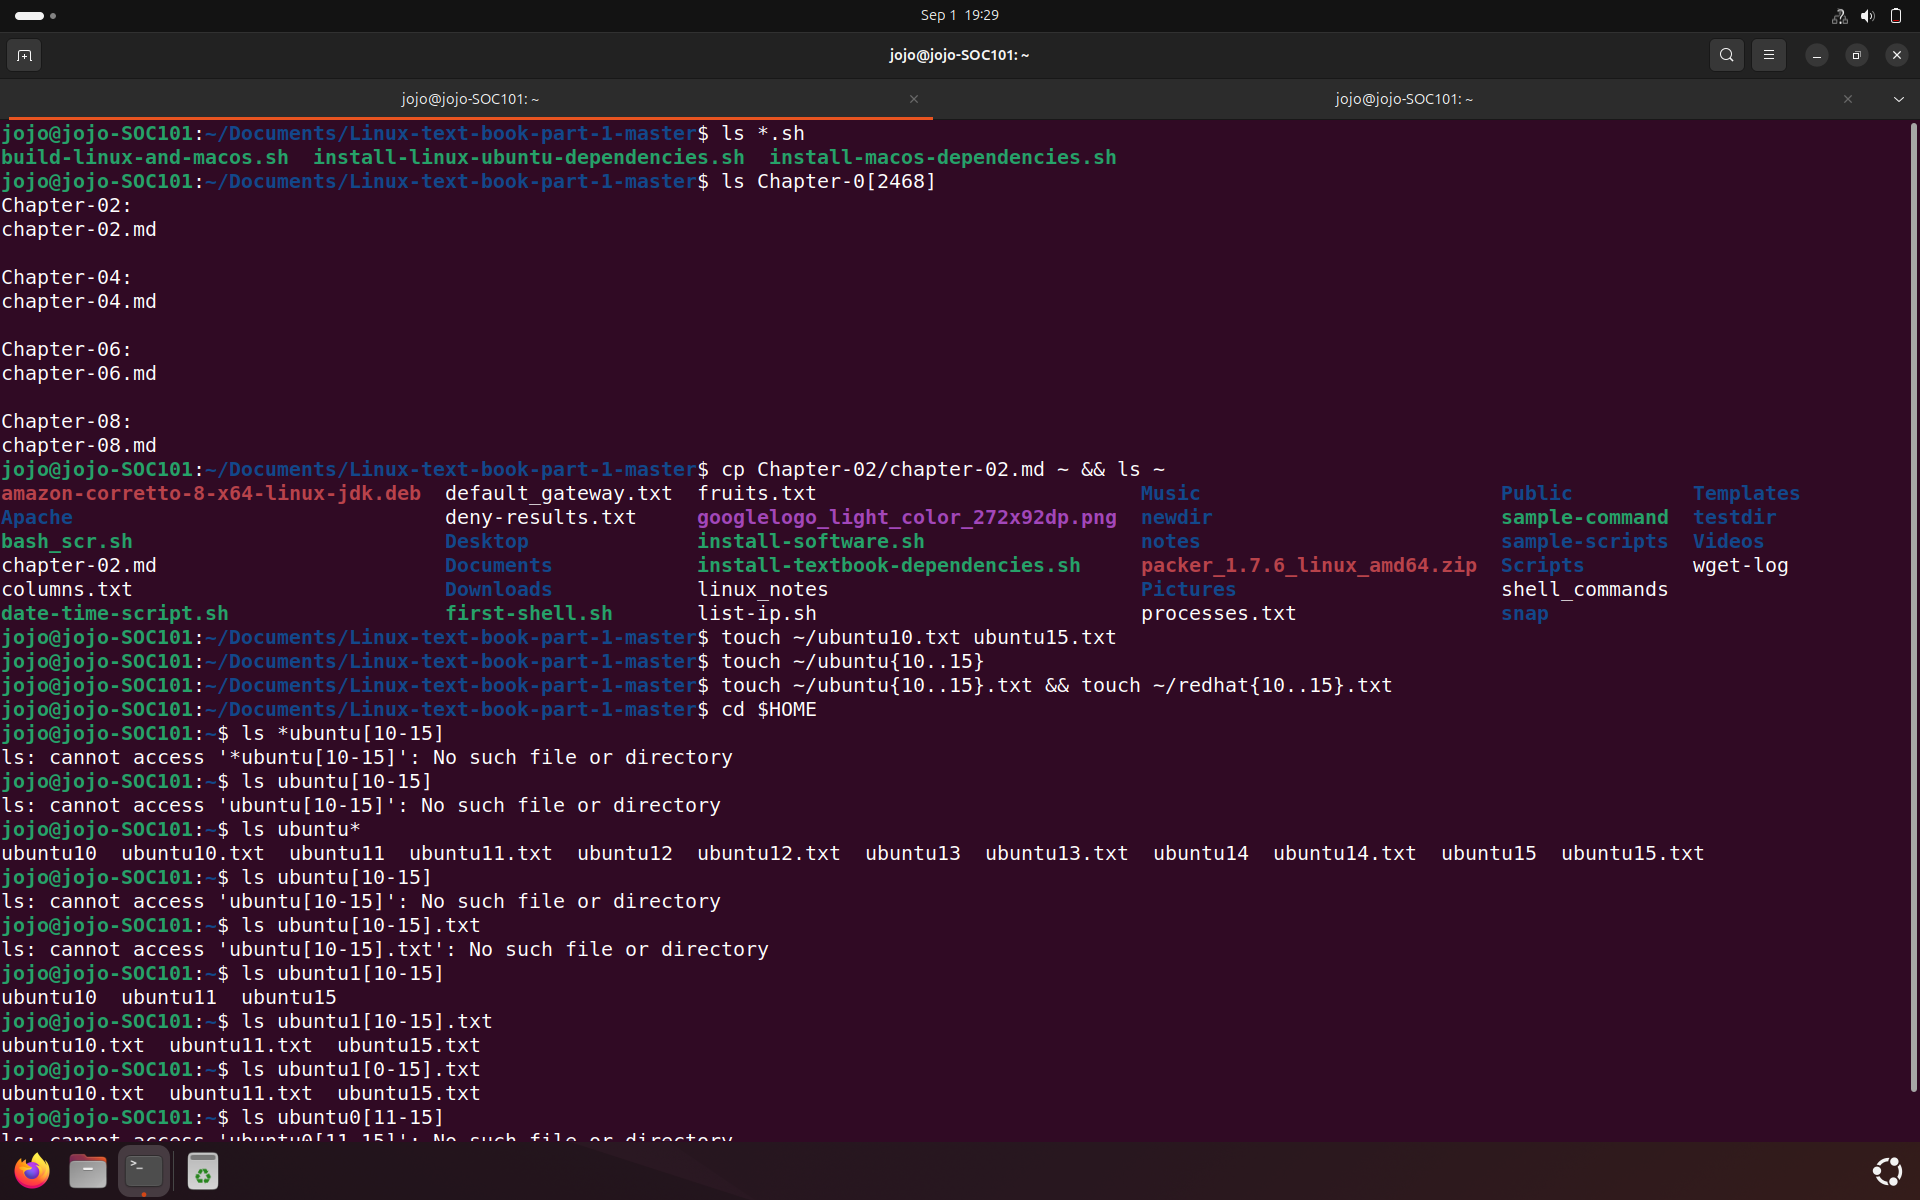 Sep 1 19:29
jojo@jojo-SOC101: ~
jojo@jojo-SOC101: ~ jojo@jojo-SOC101: ~
jojo@jojo-SOC101:~/Documents/Linux-text-book-part-1-master$ ls *.sh
build-linux-and-macos.sh install-linux-ubuntu-dependencies.sh install-macos-dependencies.sh
jojo@jojo-SOC101:~/Documents/Linux-text-book-part-1-master$ ls Chapter-0[2468]
Chapter-02:
chapter-02.md
Chapter-04:
chapter-04.md
Chapter-06:
chapter-06.md
Chapter-08:
chapter-08.md
jojo@jojo-SOC101:~/Documents/Linux-text-book-part-1-master$ cp Chapter-02/chapter-02.md ~ && ls ~
amazon-corretto-8-x64-linux-jdk.deb default_gateway.txt fruits.txt Music Public Templates
Apache deny-results.txt googlelogo_light_color_272x92dp.png newdir sample-command testdir
bash_scr.sh Desktop install-software.sh notes sample-scripts Videos
chapter-02.md Documents install-textbook-dependencies.sh packer_1.7.6_linux_amd64.zip Scripts wget-log
columns.txt Downloads linux_notes Pictures shell_commands
date-time-script.sh first-shell.sh list-ip.sh processes.txt snap
jojo@jojo-SOC101:~/Documents/Linux-text-book-part-1-master$ touch ~/ubuntu10.txt ubuntu15.txt
jojo@jojo-SOC101:~/Documents/Linux-text-book-part-1-master$ touch ~/ubuntu{10..15}
jojo@jojo-SOC101:~/Documents/Linux-text-book-part-1-master$ touch ~/ubuntu{10..15}.txt && touch ~/redhat{10..15}.txt
jojo@jojo-SOC101:~/Documents/Linux-text-book-part-1-master$ cd $HOME
jojo@jojo-SOC101:~$ ls *ubuntu[10-15]
ls: cannot access '*ubuntu[10-15]': No such file or directory
jojo@jojo-SOC101:~$ ls ubuntu[10-15]
ls: cannot access 'ubuntu[10-15]': No such file or directory
jojo@jojo-SOC101:~$ ls ubuntu*
ubuntu10 ubuntu10.txt ubuntu11 ubuntu11.txt ubuntu12 ubuntu12.txt ubuntu13 ubuntu13.txt ubuntu14 ubuntu14.txt ubuntu15 ubuntu15.txt
jojo@jojo-SOC101:~$ ls ubuntu[10-15]
ls: cannot access 'ubuntu[10-15]': No such file or directory
jojo@jojo-SOC101:~$ ls ubuntu[10-15].txt
ls: cannot access 'ubuntu[10-15].txt': No such file or directory
jojo@jojo-SOC101:~$ ls ubuntu1[10-15]
ubuntu10 ubuntu11 ubuntu15
jojo@jojo-SOC101:~$ ls ubuntu1[10-15].txt
ubuntu10.txt ubuntu11.txt ubuntu15.txt
jojo@jojo-SOC101:~$ ls ubuntu1[0-15].txt
ubuntu10.txt ubuntu11.txt ubuntu15.txt
jojo@jojo-SOC101:~$ ls ubuntu0[11-15]
ls: cannot access 'ubuntu0[11-15]': No such file or directory